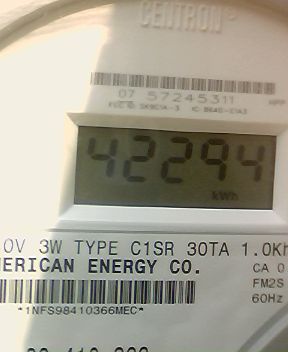 CENTRON
07 57245311
42294
kWh
0V 3W TYPE C1SR 30TA 1.0Kh
MERICAN ENERGY CO.
CA 0
FM2S
60Hz
*1NFS98410366MEC*